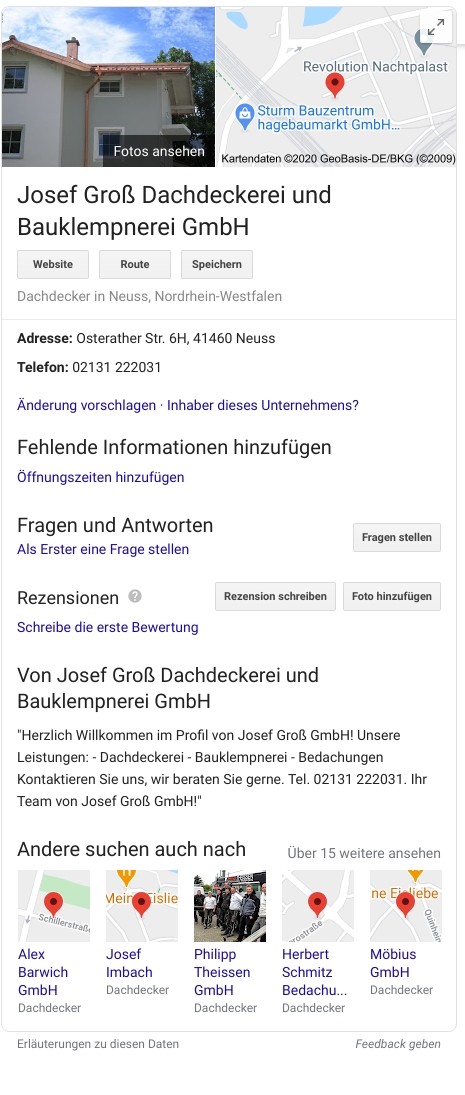 Revolution Nachtpalast
Sturm Bauzentrum
hagebaumarkt GmbH...
Fotos ansehen
Kartendaten ©2020 GeoBasis-DE/BKG (©2009)
Josef Groß Dachdeckerei und
Bauklempnerei GmbH
Website Route Speichern
Dachdecker in Neuss, Nordrhein-Westfalen
Adresse: Osterather Str. 6H, 41460 Neuss
Telefon: 02131 222031
Änderung vorschlagen · Inhaber dieses Unternehmens?
Fehlende Informationen hinzufügen
Öffnungszeiten hinzufügen
Fragen und Antworten
Fragen stellen
Als Erster eine Frage stellen
Rezensionen ? Rezension schreiben Foto hinzufügen
Schreibe die erste Bewertung
Von Josef Groß Dachdeckerei und
Bauklempnerei GmbH
"Herzlich Willkommen im Profil von Josef Groß GmbH! Unsere
Leistungen: - Dachdeckerei - Bauklempnerei - Bedachungen
Kontaktieren Sie uns, wir beraten Sie gerne. Tel. 02131 222031. Ihr
Team von Josef Groß GmbH!"
Andere suchen auch nach Über 15 weitere ansehen
Schillerstraße
Mein Eislie
rostraße
ne Eisliebe
Quinhein
Alex
Barwich
GmbH
Dachdecker
Josef
Imbach
Dachdecker
Philipp
Theissen
GmbH
Dachdecker
Herbert
Schmitz
Bedachu...
Dachdecker
Möbius
GmbH
Dachdecker
Erläuterungen zu diesen Daten Feedback geben